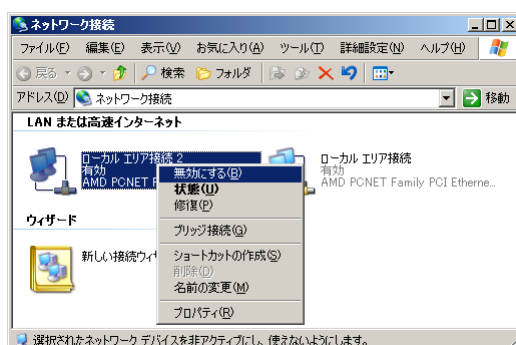 ネットワーク接続
ファイル(F) 編集(E) 表示(V) お気に入り(A) ツール(T) 詳細設定(N) ヘルプ(H)
戻る 検索 フォルダ
アドレス(D) ネットワーク接続 移動
LAN または高速インターネット
ローカル エリア接続 2
有効
AMD PCNET F
ローカル エリア接続
有効
AMD PCNET Family PCI Etherne...
無効にする(B)
状態(U)
修復(P)
ブリッジ接続(G)
ショートカットの作成(S)
削除(D)
名前の変更(M)
プロパティ(R)
ウィザード
新しい接続ウィ
選択されたネットワーク デバイスを非アクティブにし、使えないようにします。